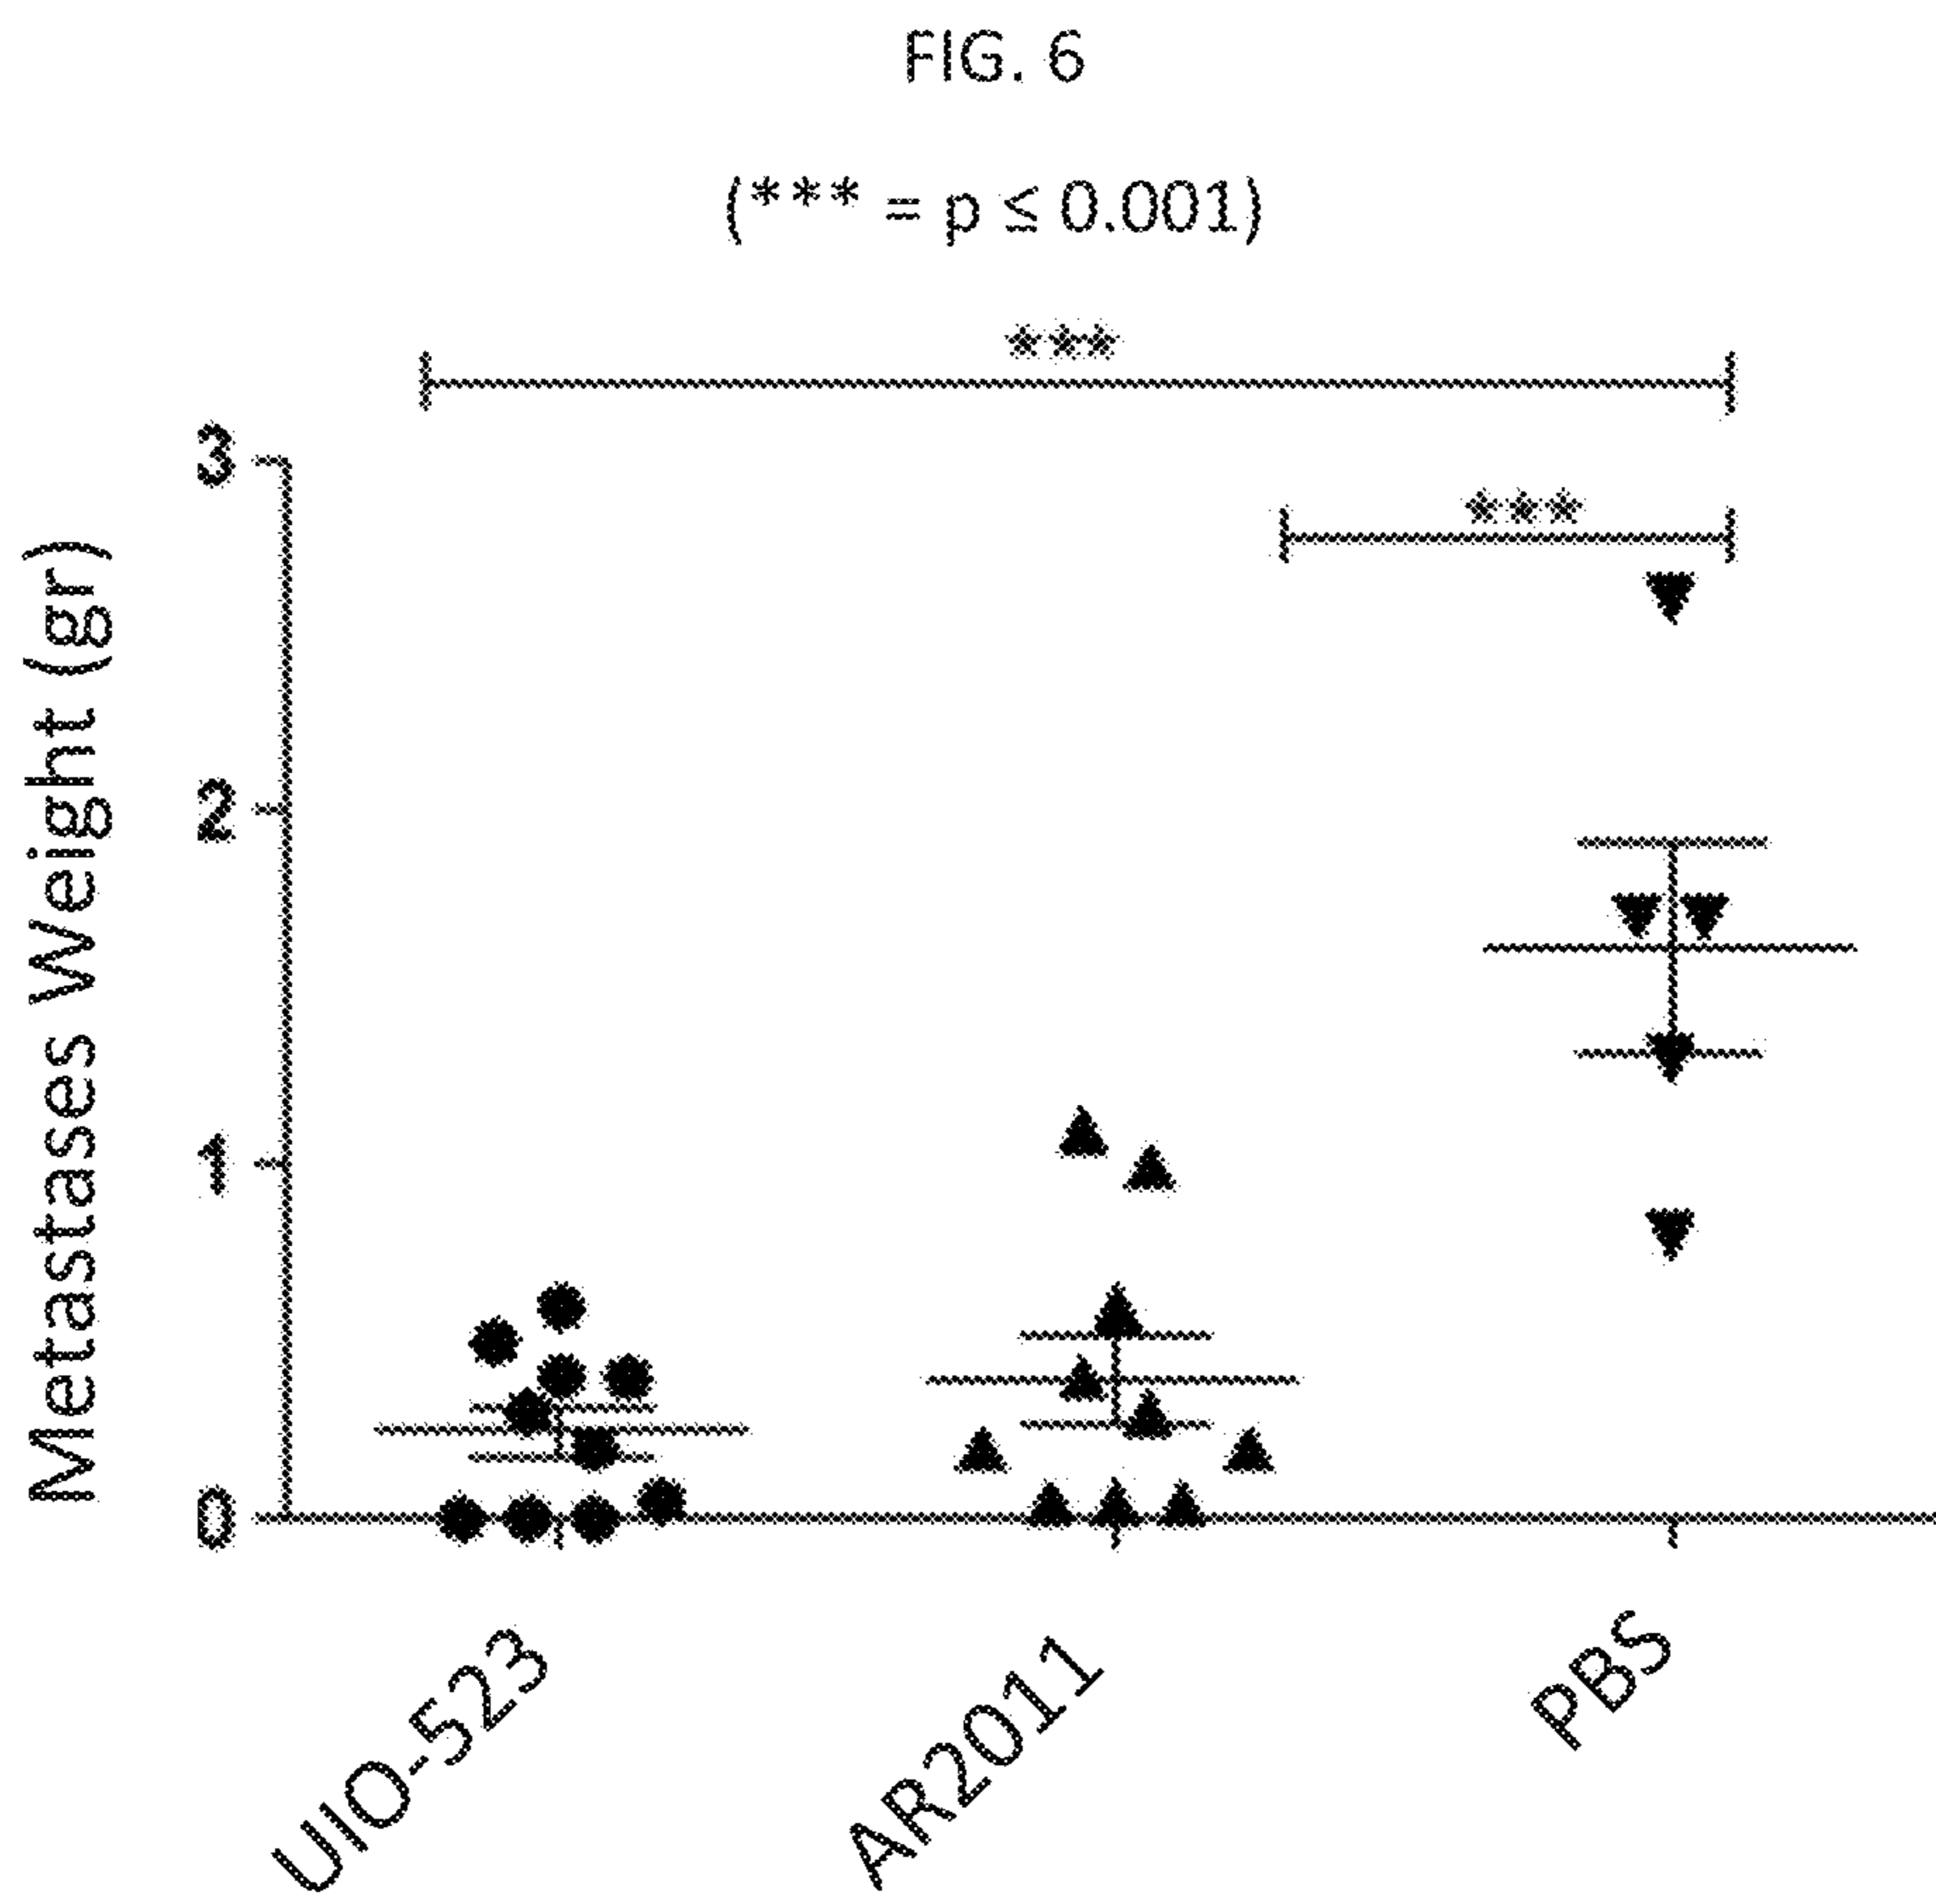 FIG. 6
(*** = p ≤ 0.001)
***
***
Metastases Weight (gr)
3
2
1
0
UIO-523
AR2011
PBS